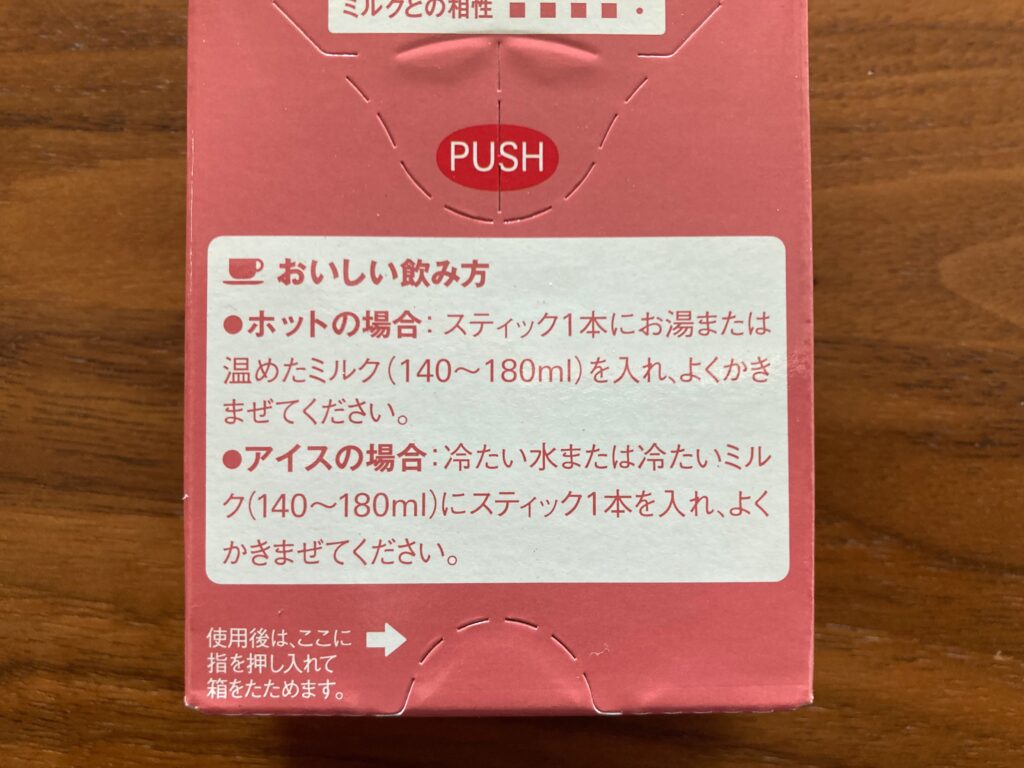 ミルクとの相性 ■■■■・
PUSH
おいしい飲み方
●ホットの場合：スティック1本にお湯または
温めたミルク（140〜180ml）を入れ、よくかき
まぜてください。
●アイスの場合：冷たい水または冷たいミル
ク（140〜180ml）にスティック1本を入れ、よく
かきまぜてください。
使用後は、ここに
指を押し入れて
箱をたためます。